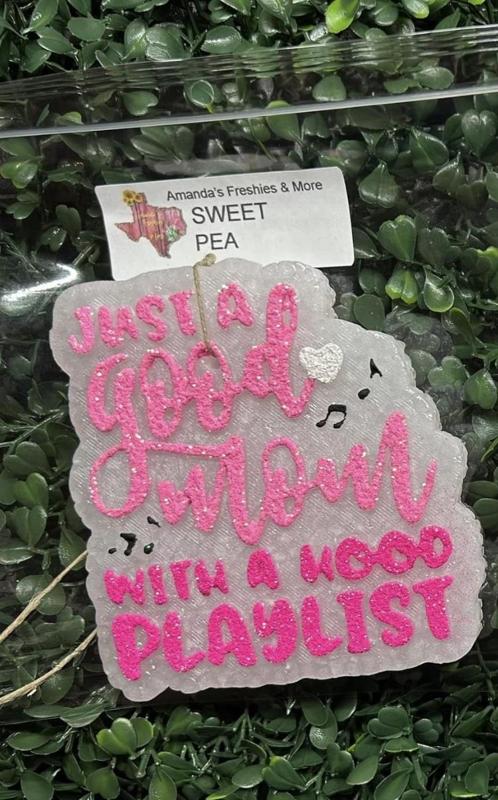 Amanda's Freshies & More
SWEET
PEA
JUST A
good
mom
WITH A HOOD
PLAYLIST